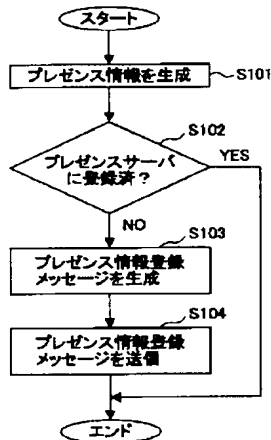 スタート
プレゼンス情報を生成
S101
S102
プレゼンスサーバ
に登録済？
YES
NO
S103
プレゼンス情報登録
メッセージを生成
S104
プレゼンス情報登録
メッセージを送信
エンド